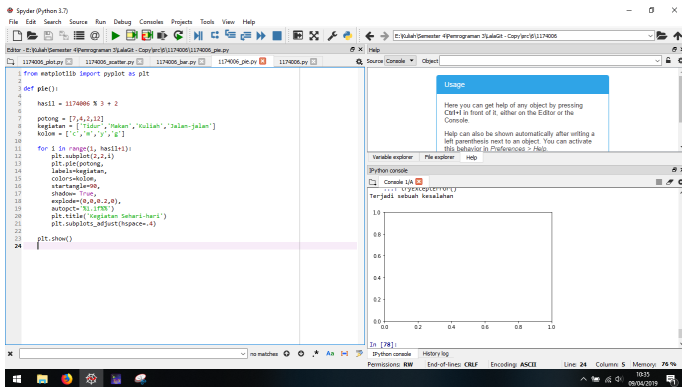 Spyder (Python 3.7)
File Edit Search Source Run Debug Consoles Projects Tools View Help
E:\Kuliah\Semester 4\Pemrograman 3\LalaGit - Copy\src\6\1174006
Editor - E:\Kuliah\Semester 4\Pemrograman 3\LalaGit - Copy\src\6\1174006\1174006_pie.py
1174006_plot.py 1174006_scatter.py 1174006_bar.py 1174006_pie.py 1174006.py
1 from matplotlib import pyplot as plt
2
3 def pie():
4
5 hasil = 1174006 % 3 + 2
6
7 potong = [7,4,2,12]
8 kegiatan = ['Tidur','Makan','Kuliah','Jalan-jalan']
9 kolom = ['c','m','y','g']
10
11 for i in range(1, hasil+1):
12 plt.subplot(2,2,i)
13 plt.pie(potong,
14 labels=kegiatan,
15 colors=kolom,
16 startangle=90,
17 shadow= True,
18 explode=(0,0,0.2,0),
19 autopct='%1.1f%%')
20 plt.title('Kegiatan Sehari-hari')
21 plt.subplots_adjust(hspace=.4)
22
23 plt.show()
24
no matches Aa
Help
Source Console Object
Usage
Here you can get help of any object by pressing
Ctrl+I in front of it, either on the Editor or the
Console.
Help can also be shown automatically after writing a
left parenthesis next to an object. You can activate
this behavior in Preferences > Help.
Variable explorer File explorer Help
IPython console
Console 1/A
...: tryExceptError()
Terjadi sebuah kesalahan
1.0
0.8
0.6
0.4
0.2
0.0
0.0 0.2 0.4 0.6 0.8 1.0
In [78]:
IPython console History log
Permissions: RW End-of-lines: CRLF Encoding: ASCII Line: 24 Column: 5 Memory: 76 %
10:35
09/04/2019